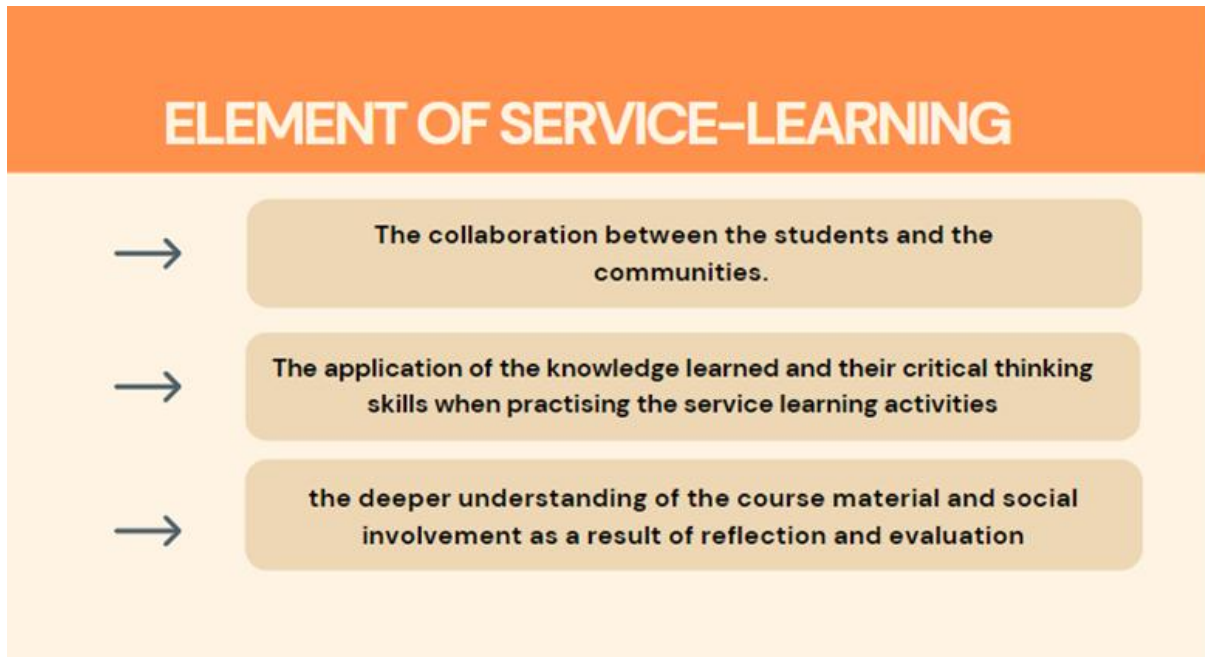 ELEMENT OF SERVICE-LEARNING
The collaboration between the students and the
communities.
The application of the knowledge learned and their critical thinking
skills when practising the service learning activities
the deeper understanding of the course material and social
involvement as a result of reflection and evaluation